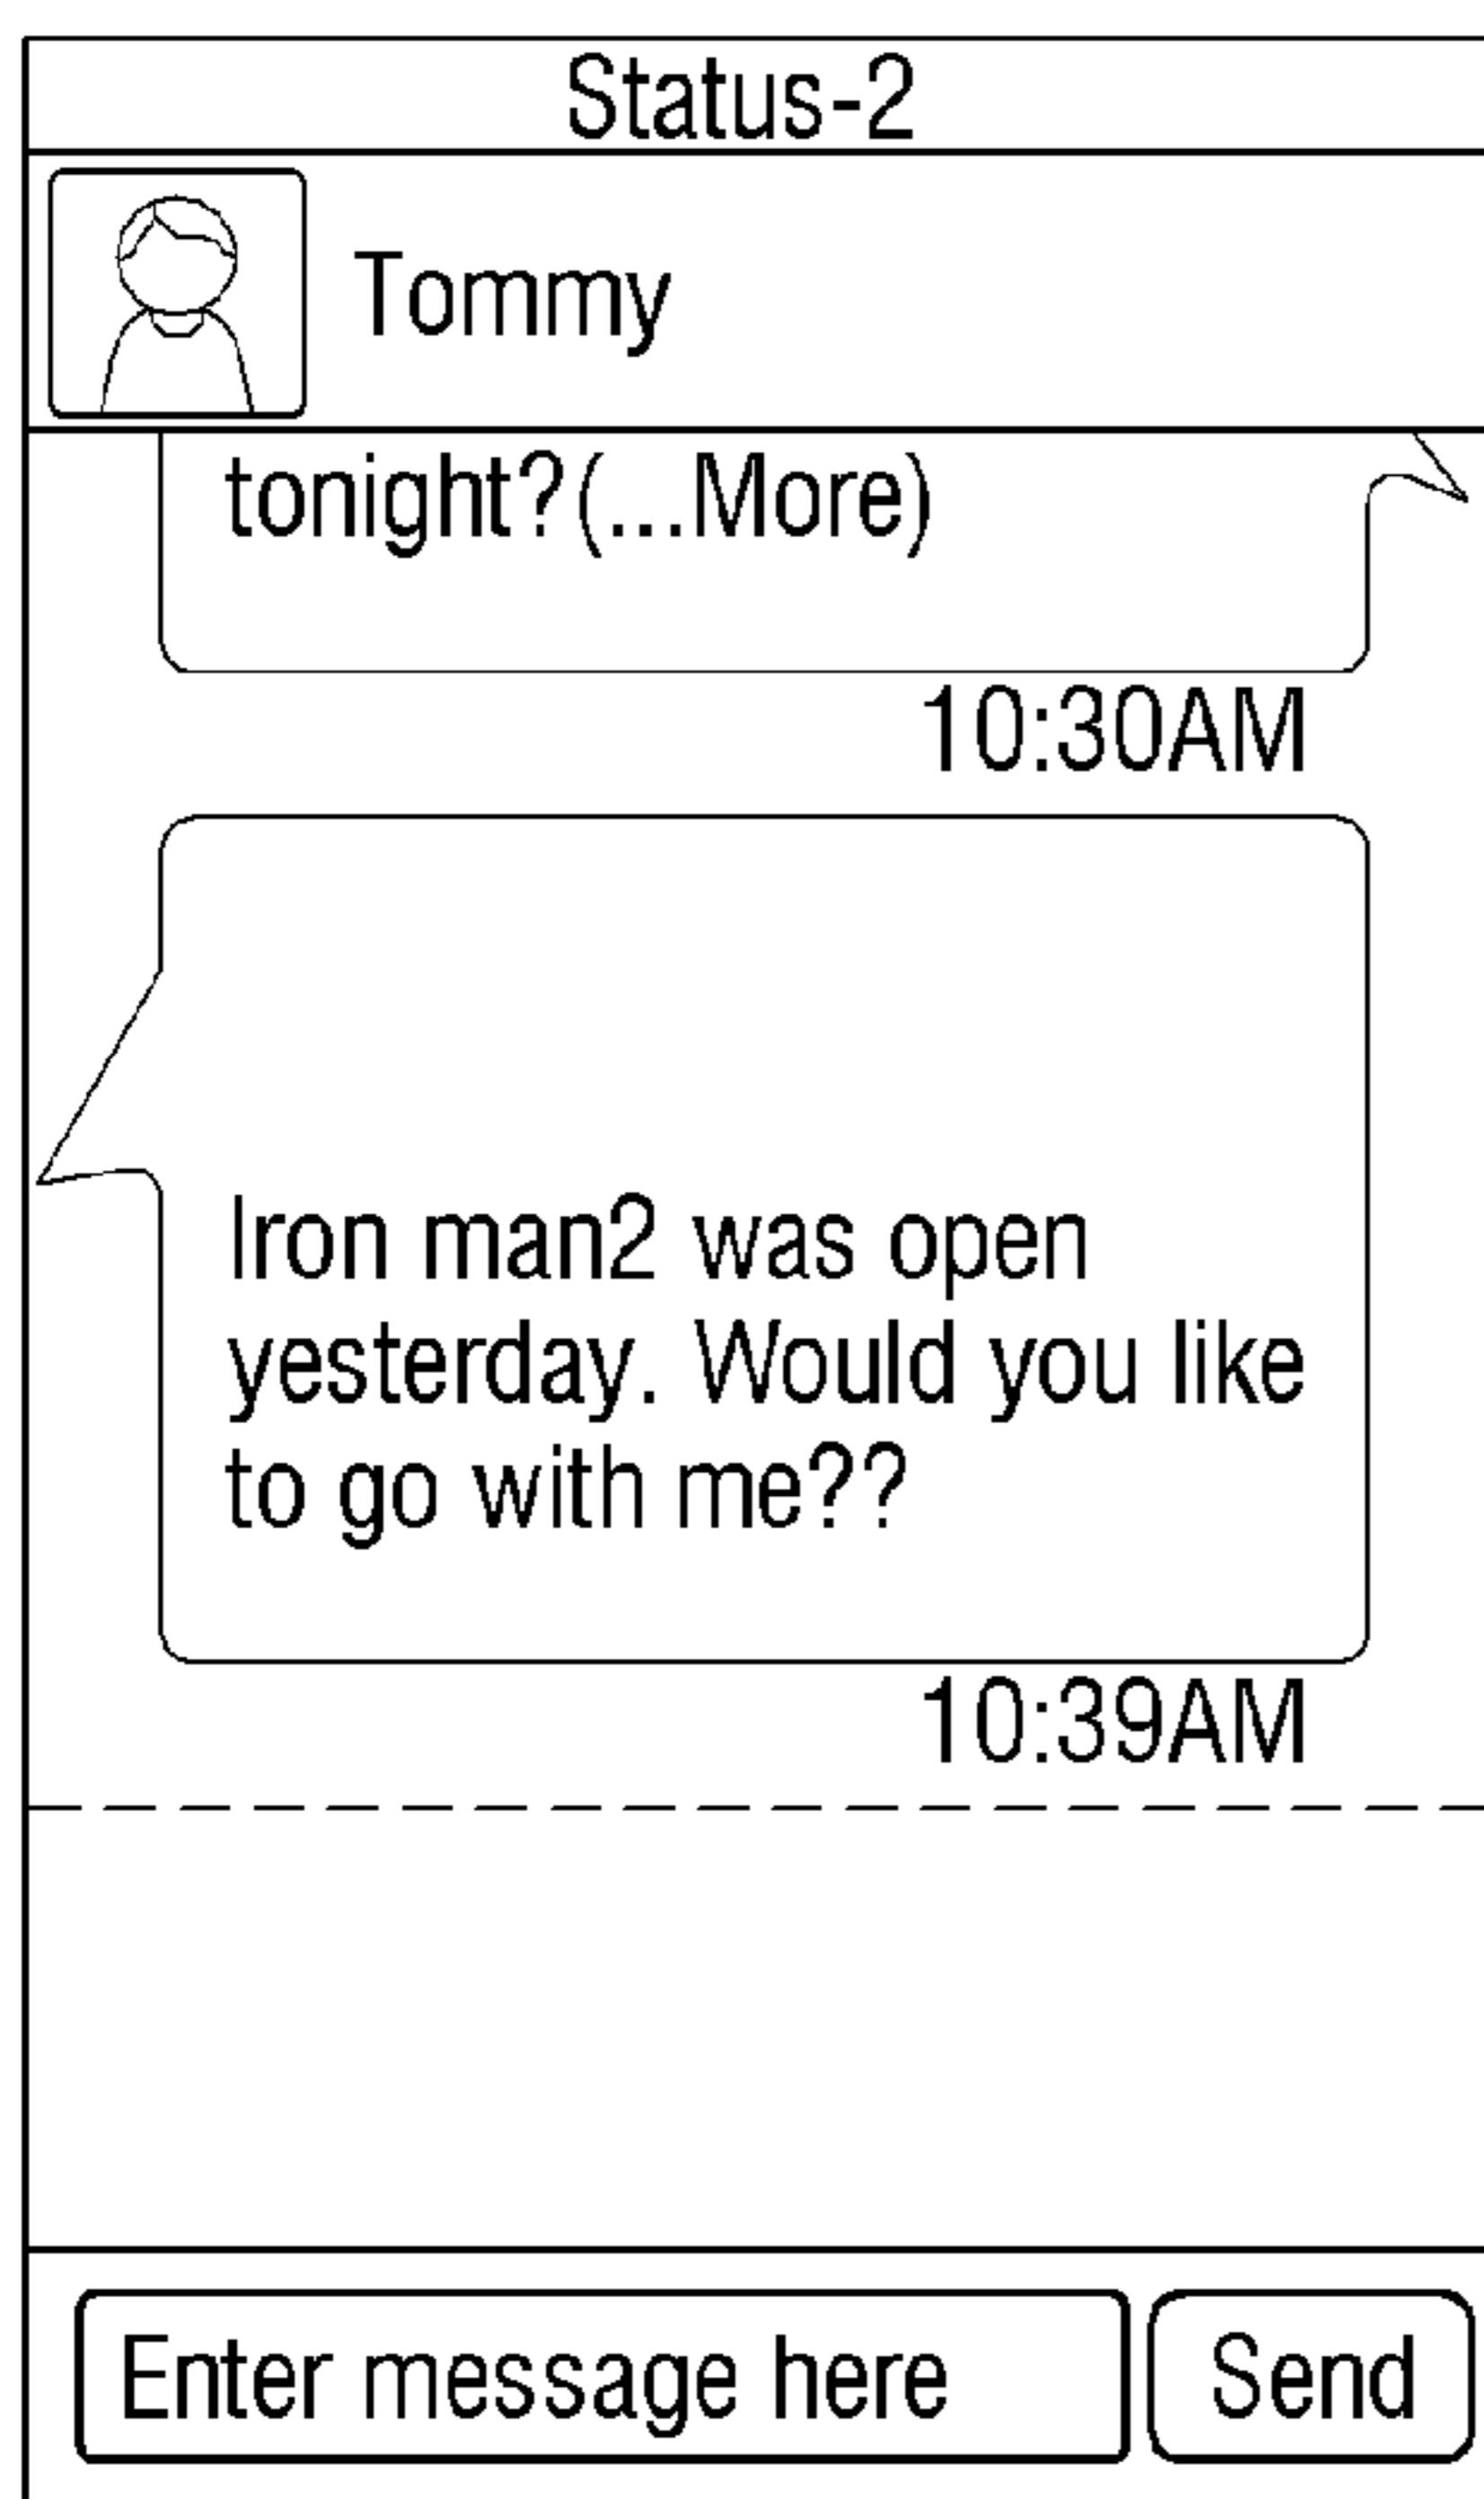 Status-2
Tommy
tonight?(...More)
10:30AM
Iron man2 was open
yesterday. Would you like
to go with me??
10:39AM
Enter message here
Send